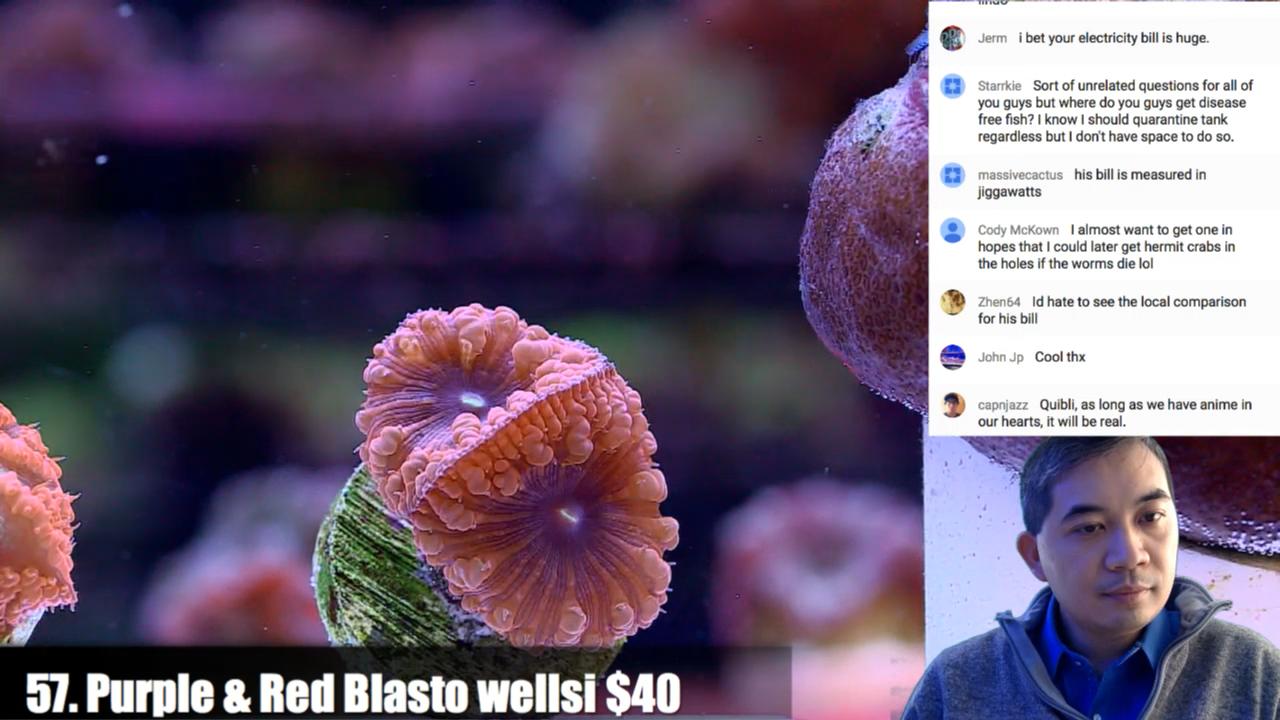 lindo
Jerm i bet your electricity bill is huge.
Starrkie Sort of unrelated questions for all of
you guys but where do you guys get disease
free fish? I know I should quarantine tank
regardless but I don't have space to do so.
massivecactus his bill is measured in
jiggawatts
Cody McKown I almost want to get one in
hopes that I could later get hermit crabs in
the holes if the worms die lol
Zhen64 Id hate to see the local comparison
for his bill
John Jp Cool thx
capnjazz Quibli, as long as we have anime in
our hearts, it will be real.
57. Purple & Red Blasto wellsi $40